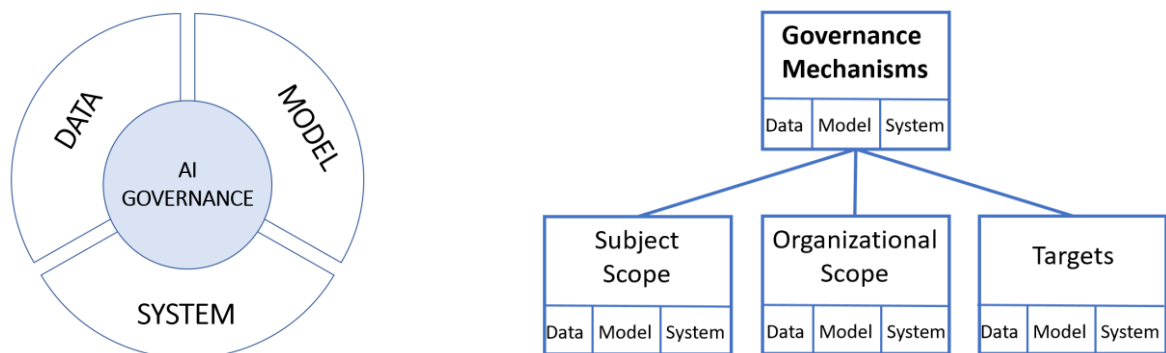 DATA
MODEL
AI
GOVERNANCE
SYSTEM
Governance
Mechanisms
Data Model System
Subject
Scope
Data Model System
Organizational
Scope
Data Model System
Targets
Data Model System